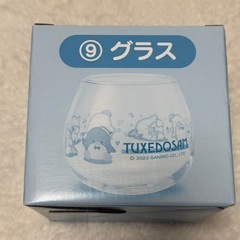 ⑨ グラス
TUXEDOSAM
© 2023 SANRIO CO., LTD.